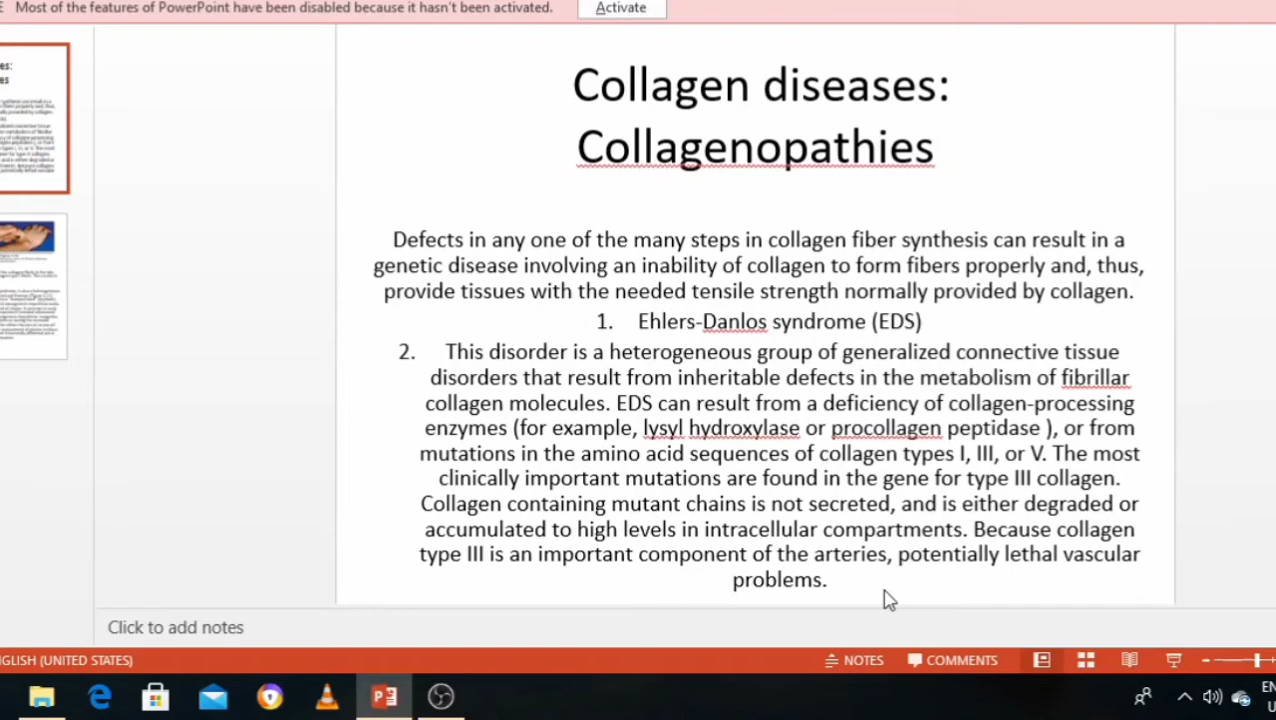 Most of the features of PowerPoint have been disabled because it hasn't been activated.
Activate
Collagen diseases:
Collagenopathies
Defects in any one of the many steps in collagen fiber synthesis can result in a
genetic disease involving an inability of collagen to form fibers properly and, thus,
provide tissues with the needed tensile strength normally provided by collagen.
1. Ehlers-Danlos syndrome (EDS)
2. This disorder is a heterogeneous group of generalized connective tissue
disorders that result from inheritable defects in the metabolism of fibrillar
collagen molecules. EDS can result from a deficiency of collagen-processing
enzymes (for example, lysyl hydroxylase or procollagen peptidase ), or from
mutations in the amino acid sequences of collagen types I, III, or V. The most
clinically important mutations are found in the gene for type III collagen.
Collagen containing mutant chains is not secreted, and is either degraded or
accumulated to high levels in intracellular compartments. Because collagen
type III is an important component of the arteries, potentially lethal vascular
problems.
Click to add notes
GLISH (UNITED STATES)
NOTES
COMMENTS